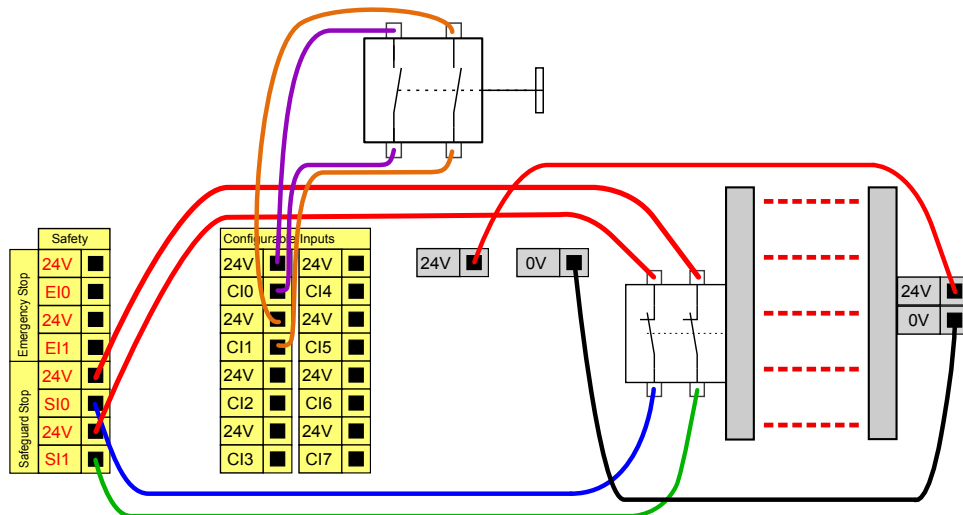 Safety
Emergency Stop
24V
EI0
24V
EI1
Safeguard Stop
24V
SI0
24V
SI1
Configurable Inputs
24V 24V
CI0 CI4
24V 24V
CI1 CI5
24V 24V
CI2 CI6
24V 24V
CI3 CI7
24V
0V
24V
0V